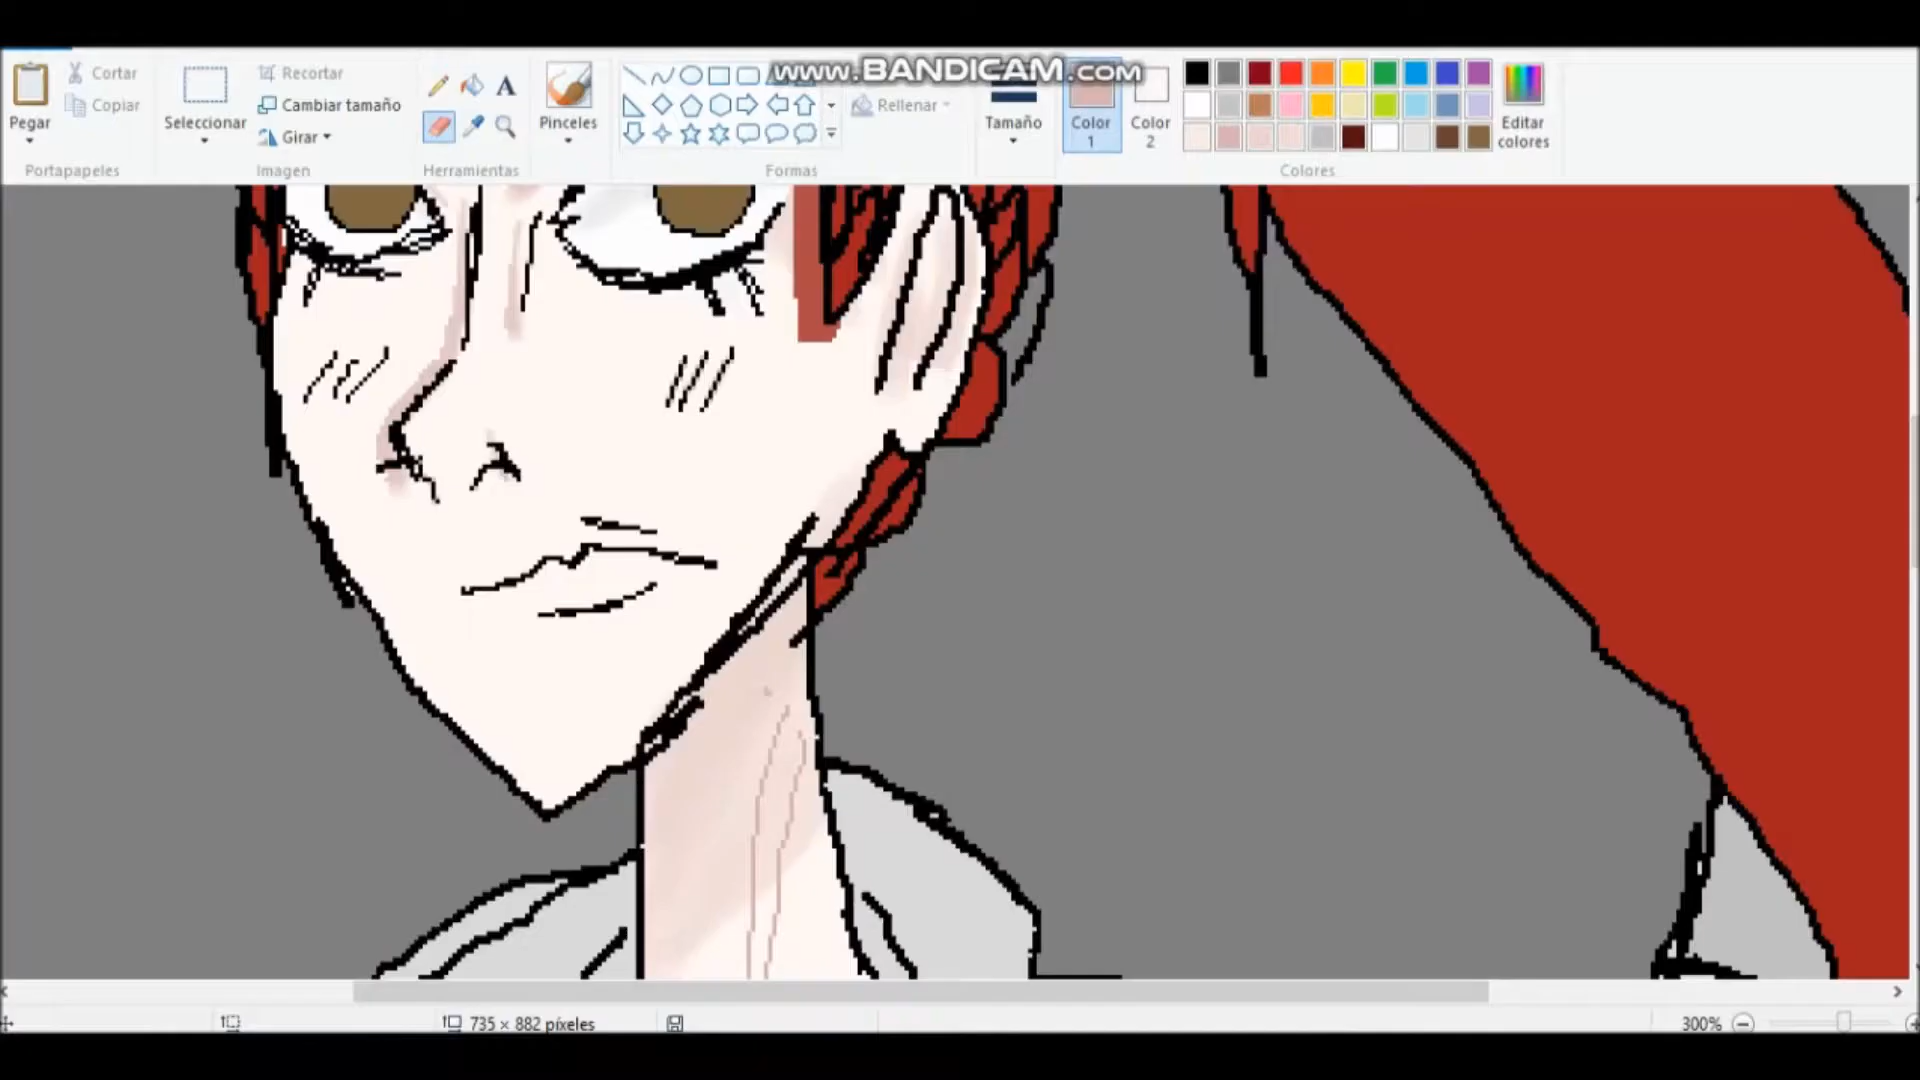 www.BANDICAM.com
Pegar
Cortar
Copiar
Portapapeles
Seleccionar
Recortar
Cambiar tamaño
Girar
Imagen
A
Herramientas
Pinceles
Formas
Rellenar
Tamaño
Color
1
Color
2
Editar
colores
Colores
735 × 882 píxeles
300%